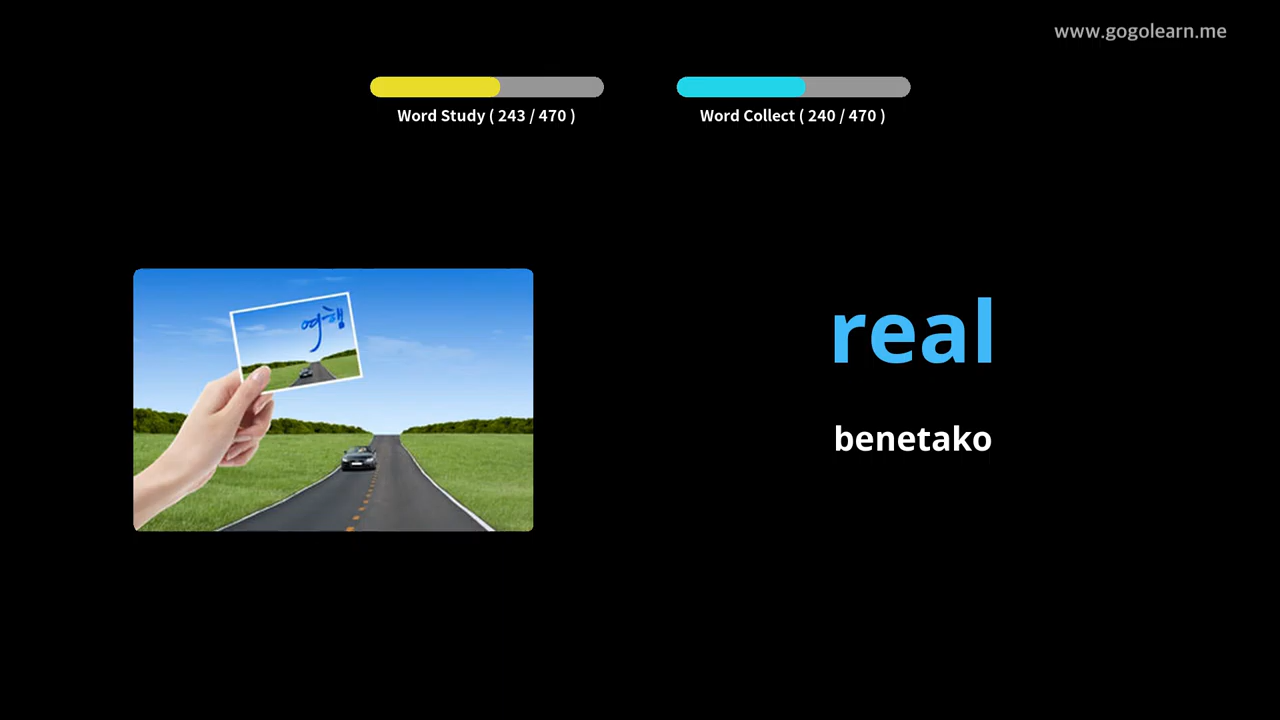 www.gogolearn.me
Word Study ( 243 / 470 )
Word Collect ( 240 / 470 )
여행
real
benetako